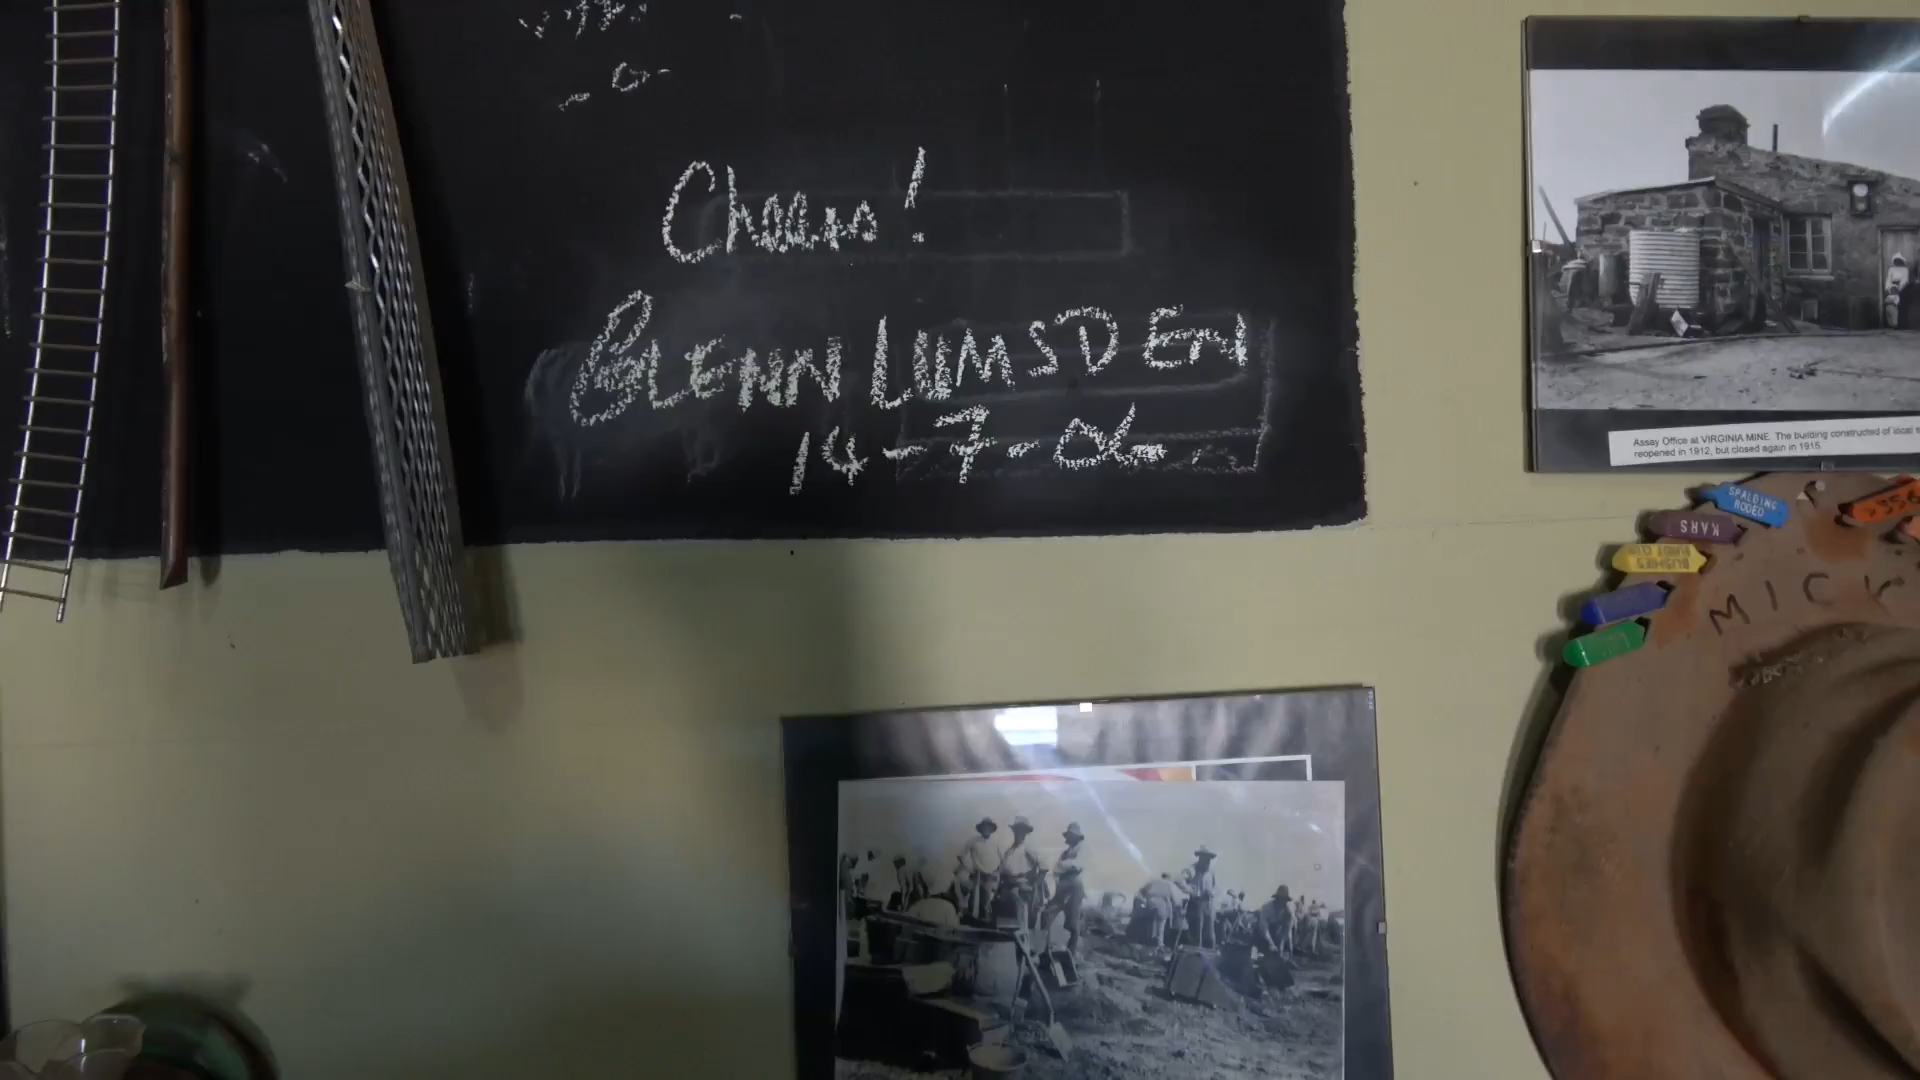 Cheers!
GLENN LUMSDEN
14-7-06
Assay Office at VIRGINIA MINE. The building constructed of local
reopened in 1912, but closed again in 1915.
SPALDING
RODEO
KARS
MICK